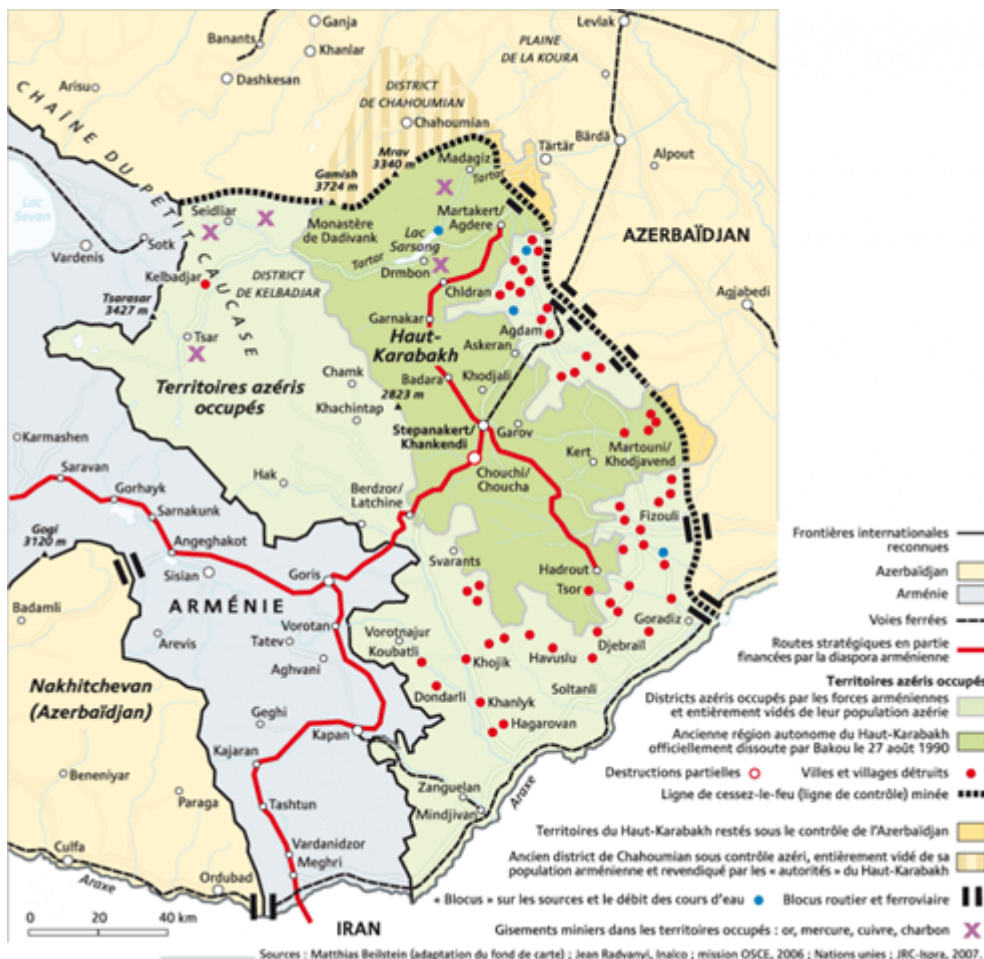 Ganja
Levlak
Banants
Khanlar
PLAINE
DE LA KOURA
Arisu
Dashkesan
DISTRICT
DE CHAHOUMIAN
CHAÎNE DU PETIT CAUCASE
Chahoumian
Bärdä
Mrav
3340 m
Tärtär
Alpout
Madagiz
Gamish
3724 m
Tartar
Lac
Sevan
Seidliar
Monastère
de Dadivank
Martakert/
Agdere
AZERBAÏDJAN
Sotk
Lac
Sarsang
Vardenis
Tartar
Drmbon
Kelbadjar
DISTRICT
DE KELBADJAR
Chldran
Agjabedi
Tsarasar
3427 m
Garnakar
Agdam
Tsar
Haut-
Karabakh
Askeran
Territoires azéris
occupés
Chamk
Badara
Khodjali
2823 m
Khachintap
Stepanakert/
Khankendi
Garov
Martouni/
Khodjavend
Karmashen
Kert
Saravan
Hak
Chouchi/
Choucha
Gorhayk
Berdzor/
Latchine
Sarnakunk
Fizouli
Gogi
3120 m
Angeghakot
Frontières internationales
reconnues
Svarants
Sisian
Goris
Hadrout
Azerbaïdjan
Badamli
Tsor
Arménie
ARMÉNIE
Vorotan
Goradiz
Voies ferrées
Arevis
Tatev
Vorotnajur
Koubatli
Djebraïl
Routes stratégiques en partie
financées par la diaspora arménienne
Aghvani
Khojik
Havuslu
Nakhitchevan
(Azerbaïdjan)
Dondarli
Soltanli
Territoires azéris occupés
Districts azéris occupés par les forces arméniennes
et entièrement vidés de leur population azérie
Geghi
Khanlyk
Kapan
Hagarovan
Ancienne région autonome du Haut-Karabakh
officiellement dissoute par Bakou le 27 août 1990
Kajaran
Beneniyar
Destructions partielles
Villes et villages détruits
Paraga
Tashtun
Zanguelan
Mindjivan
Araxe
Ligne de cessez-le-feu (ligne de contrôle) minée
Vardanidzor
Territoires du Haut-Karabakh restés sous le contrôle de l'Azerbaïdjan
Culfa
Meghri
Ancien district de Chahoumian sous contrôle azéri, entièrement vidé de sa
population arménienne et revendiqué par les « autorités » du Haut-Karabakh
Araxe
Ordubad
« Blocus » sur les sources et le débit des cours d'eau
Blocus routier et ferroviaire
0 20 40 km
IRAN
Gisements miniers dans les territoires occupés : or, mercure, cuivre, charbon
Sources : Matthias Beilstein (adaptation du fond de carte) ; Jean Radvanyi, Inalco ; mission OSCE, 2006 ; Nations unies ; JRC-Ispra, 2007.